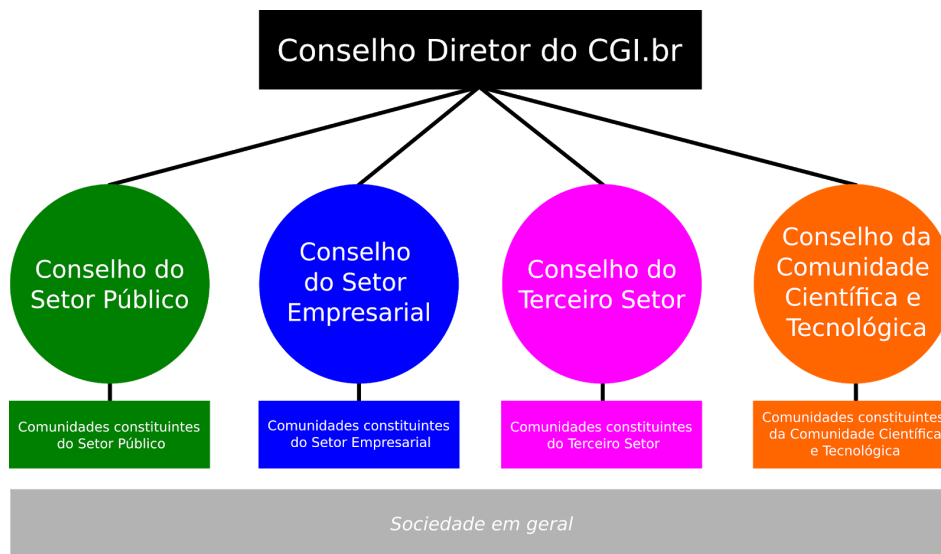 Conselho Diretor do CGI.br
Conselho do
Setor Público
Conselho
do Setor
Empresarial
Conselho do
Terceiro Setor
Conselho da
Comunidade
Científica e
Tecnológica
Comunidades constituintes
do Setor Público
Comunidades constituintes
do Setor Empresarial
Comunidades constituintes
do Terceiro Setor
Comunidades constituintes
da Comunidade Científica
e Tecnológica
Sociedade em geral